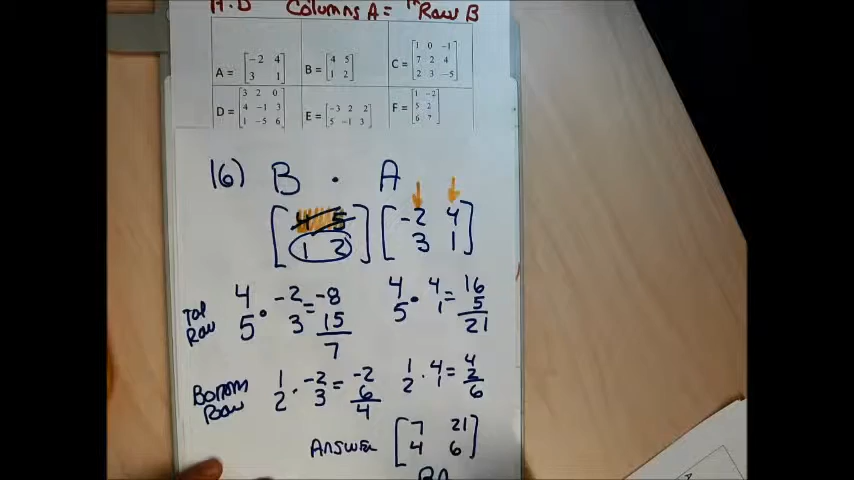 A.D Columns A = Row B
A = [-2 4] B = [4 5] C = [1 0 -1]
[3 1] [1 2] [7 2 4]
[2 3 -5]
D = [3 2 0] E = [-3 2 2] F = [1 -2]
[4 -1 3] [5 -1 3] [5 2]
[1 -5 6] [6 7]
16) B · A
[4 5] [-2 4]
[1 2] [3 1]
Top Row 4 · -2 = -8 4 · 4 = 16
5 3 15 5 1 5
7 21
Bottom Row 1 · -2 = -2 1 · 4 = 4
2 3 6 2 1 2
4 6
Answer [7 21]
[4 6]
BA